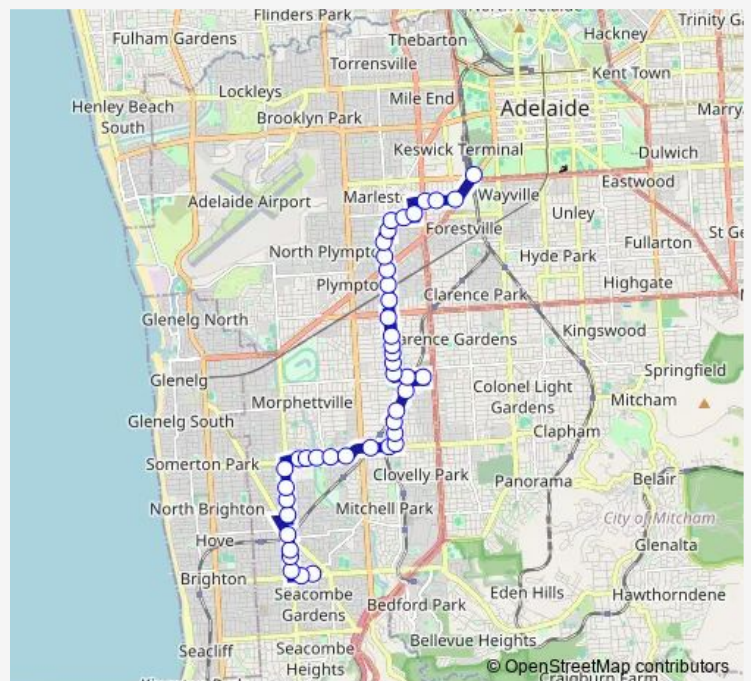 Flinders Park
North Adelaide
Hackney
Trinity G
Fulham Gardens
Thebarton
Torrensville
Kent Town
Lockleys
Mile End
Henley Beach
South
Adelaide
Marry
Brooklyn Park
Keswick Terminal
Dulwich
Adelaide Airport
Marlest
Wayville
Eastwood
Unley
Forestville
St Ge
Fullarton
North Plympto
Hyde Park
Plympto
Highgate
Clarence Park
Glenelg North
Kingswood
arence Gardens
Springfield
Glenelg
Colonel Light
Gardens
Mitcham
Morphettville
Glenelg South
Clapham
Somerton Park
Clovelly Park
Panorama
Belair
North Brighton
Mitchell Park
City of Mitcham
Hove
Glenalta
Brighton
Seacombe
Gardens
Bedford Park
Eden Hills
Hawthorndene
Bellevue Heights
Seacliff
Seacombe
Heights
© OpenStreetMap contributors
Craigburn Farm